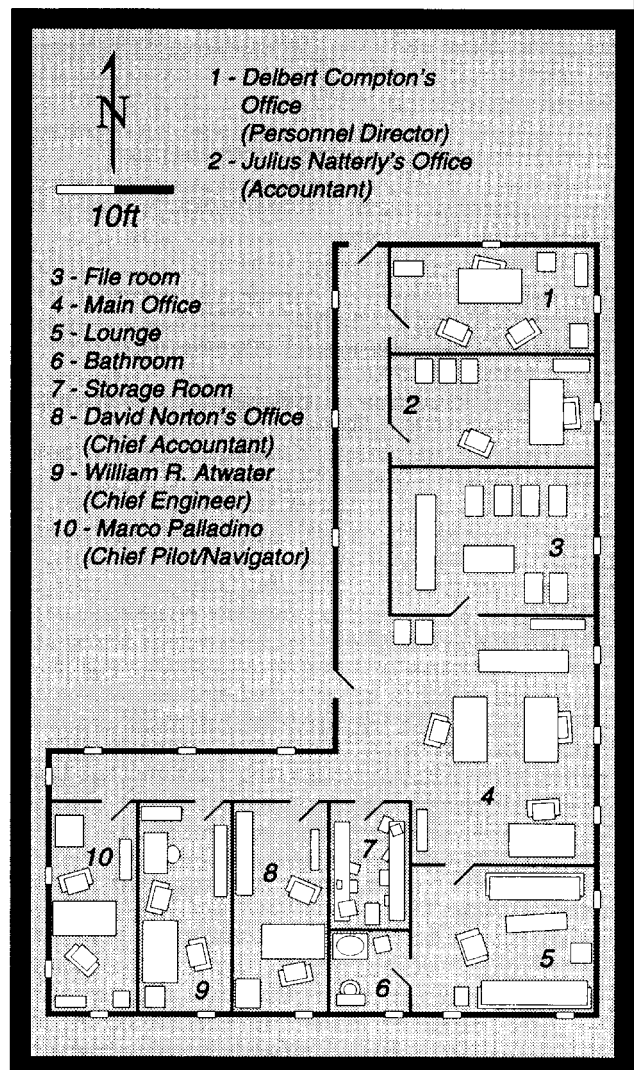 N
10ft
1 - Delbert Compton's
Office
(Personnel Director)
2 - Julius Natterly's Office
(Accountant)
3 - File room
4 - Main Office
5 - Lounge
6 - Bathroom
7 - Storage Room
8 - David Norton's Office
(Chief Accountant)
9 - William R. Atwater
(Chief Engineer)
10 - Marco Palladino
(Chief Pilot/Navigator)
1
2
3
4
10
9
8
7
6
5